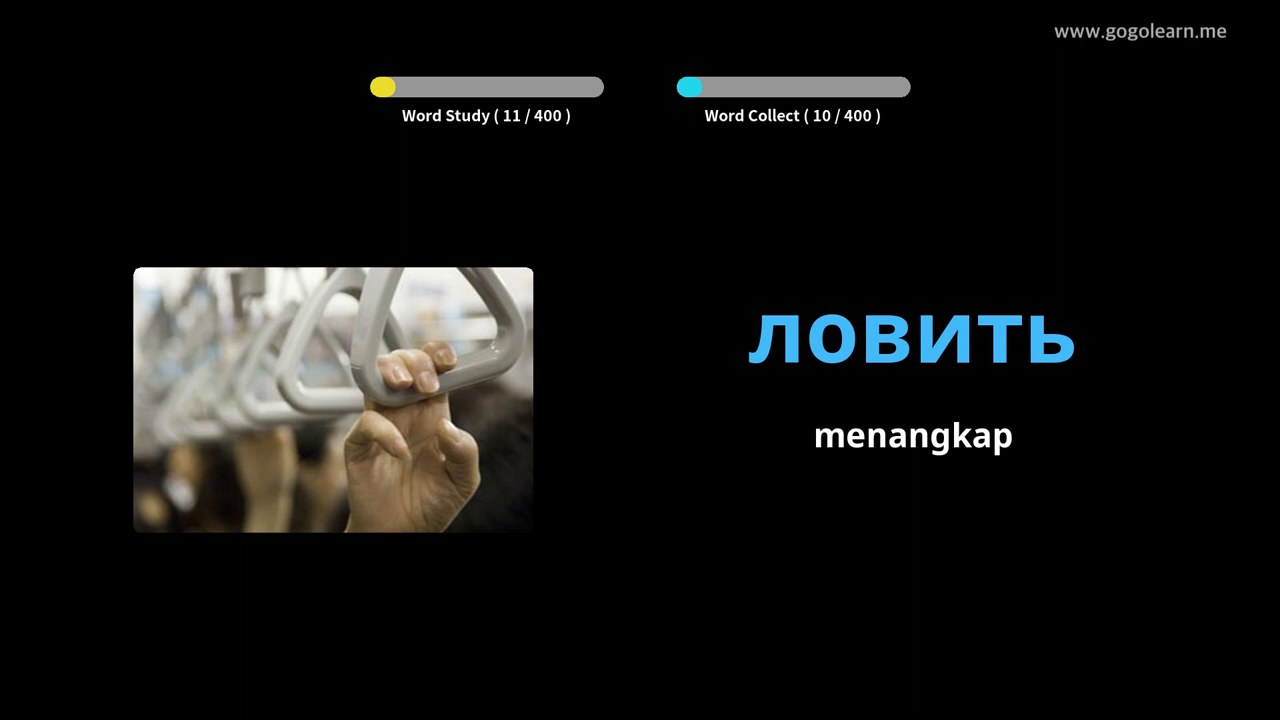 www.gogolearn.me
Word Study ( 11 / 400 )
Word Collect ( 10 / 400 )
ловить
menangkap